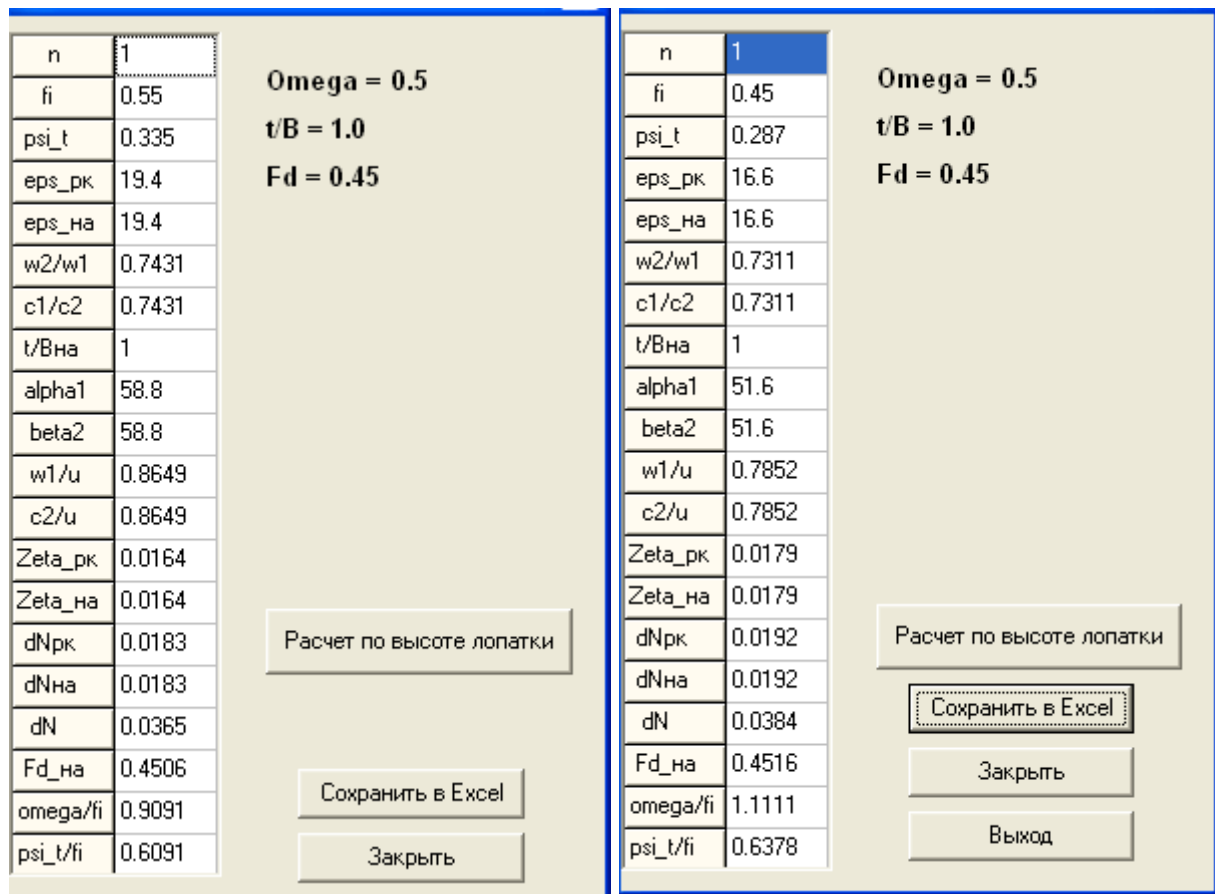 n 1
fi 0.55
psi_t 0.335
eps_рк 19.4
eps_на 19.4
w2/w1 0.7431
c1/c2 0.7431
t/Bна 1
alpha1 58.8
beta2 58.8
w1/u 0.8649
c2/u 0.8649
Zeta_рк 0.0164
Zeta_на 0.0164
dNрк 0.0183
dNна 0.0183
dN 0.0365
Fd_на 0.4506
omega/fi 0.9091
psi_t/fi 0.6091
Omega = 0.5
t/B = 1.0
Fd = 0.45
Расчет по высоте лопатки
Сохранить в Excel
Закрыть
n 1
fi 0.45
psi_t 0.287
eps_рк 16.6
eps_на 16.6
w2/w1 0.7311
c1/c2 0.7311
t/Bна 1
alpha1 51.6
beta2 51.6
w1/u 0.7852
c2/u 0.7852
Zeta_рк 0.0179
Zeta_на 0.0179
dNрк 0.0192
dNна 0.0192
dN 0.0384
Fd_на 0.4516
omega/fi 1.1111
psi_t/fi 0.6378
Omega = 0.5
t/B = 1.0
Fd = 0.45
Расчет по высоте лопатки
Сохранить в Excel
Закрыть
Выход